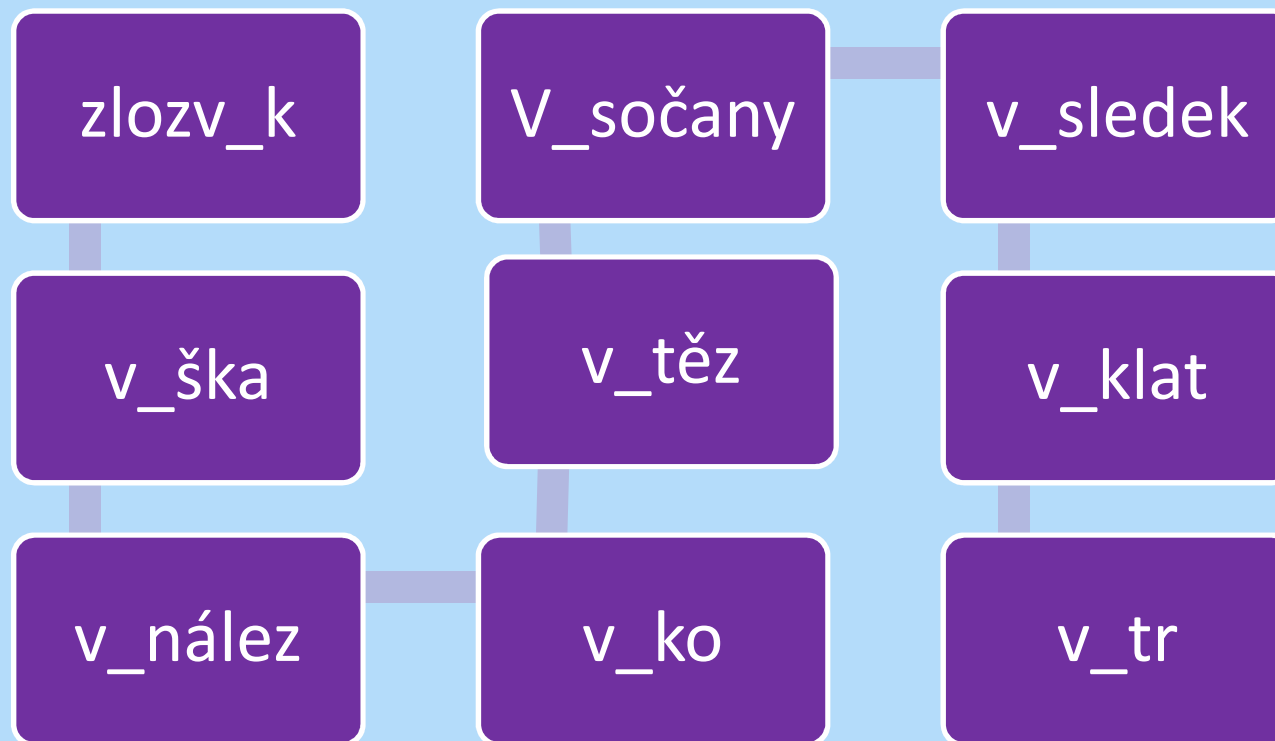 zlozv_k
v_ška
v_nález
v_ko
v_těz
V_sočany
v_sledek
v_klat
v_tr